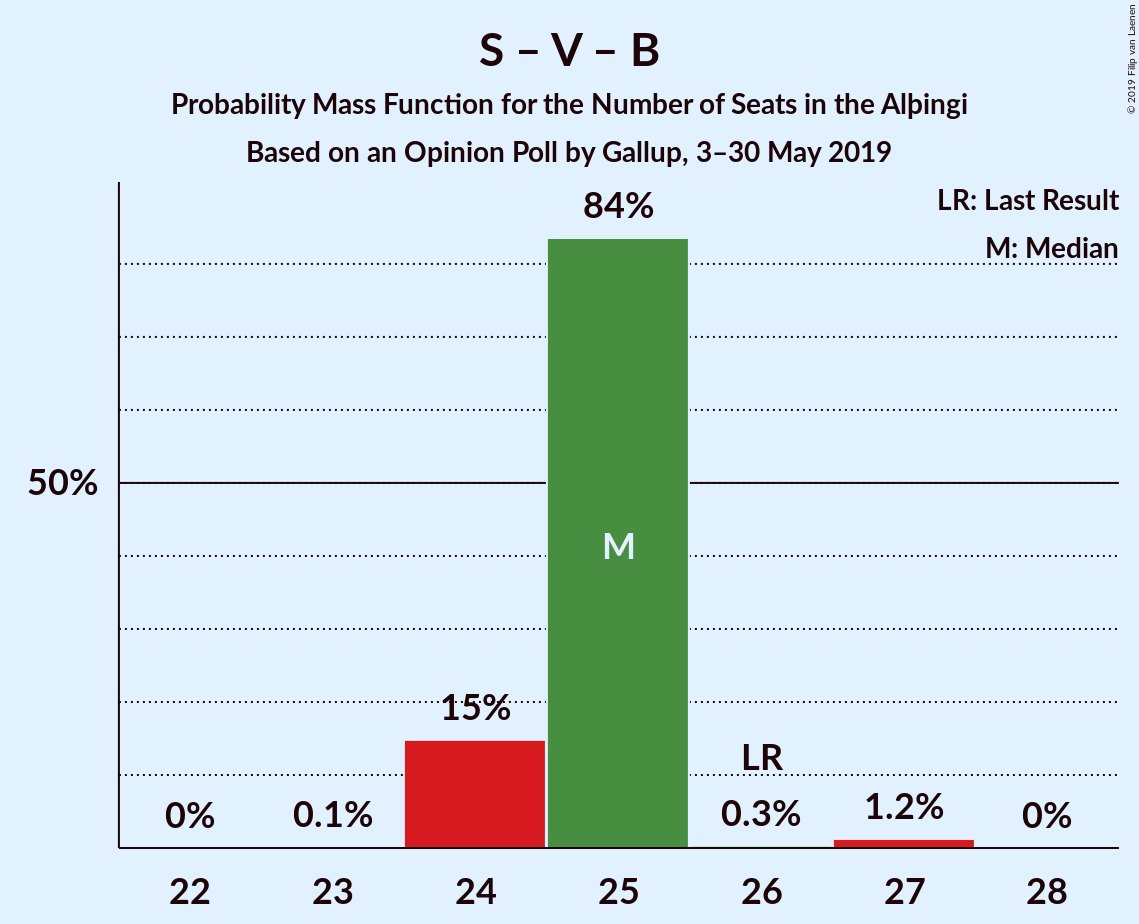 S – V – B
Probability Mass Function for the Number of Seats in the Alþingi
Based on an Opinion Poll by Gallup, 3–30 May 2019
© 2019 Filip van Laenen
LR: Last Result
M: Median
84%
50%
M
15%
LR
0% 0.1% 0.3% 1.2% 0%
22 23 24 25 26 27 28